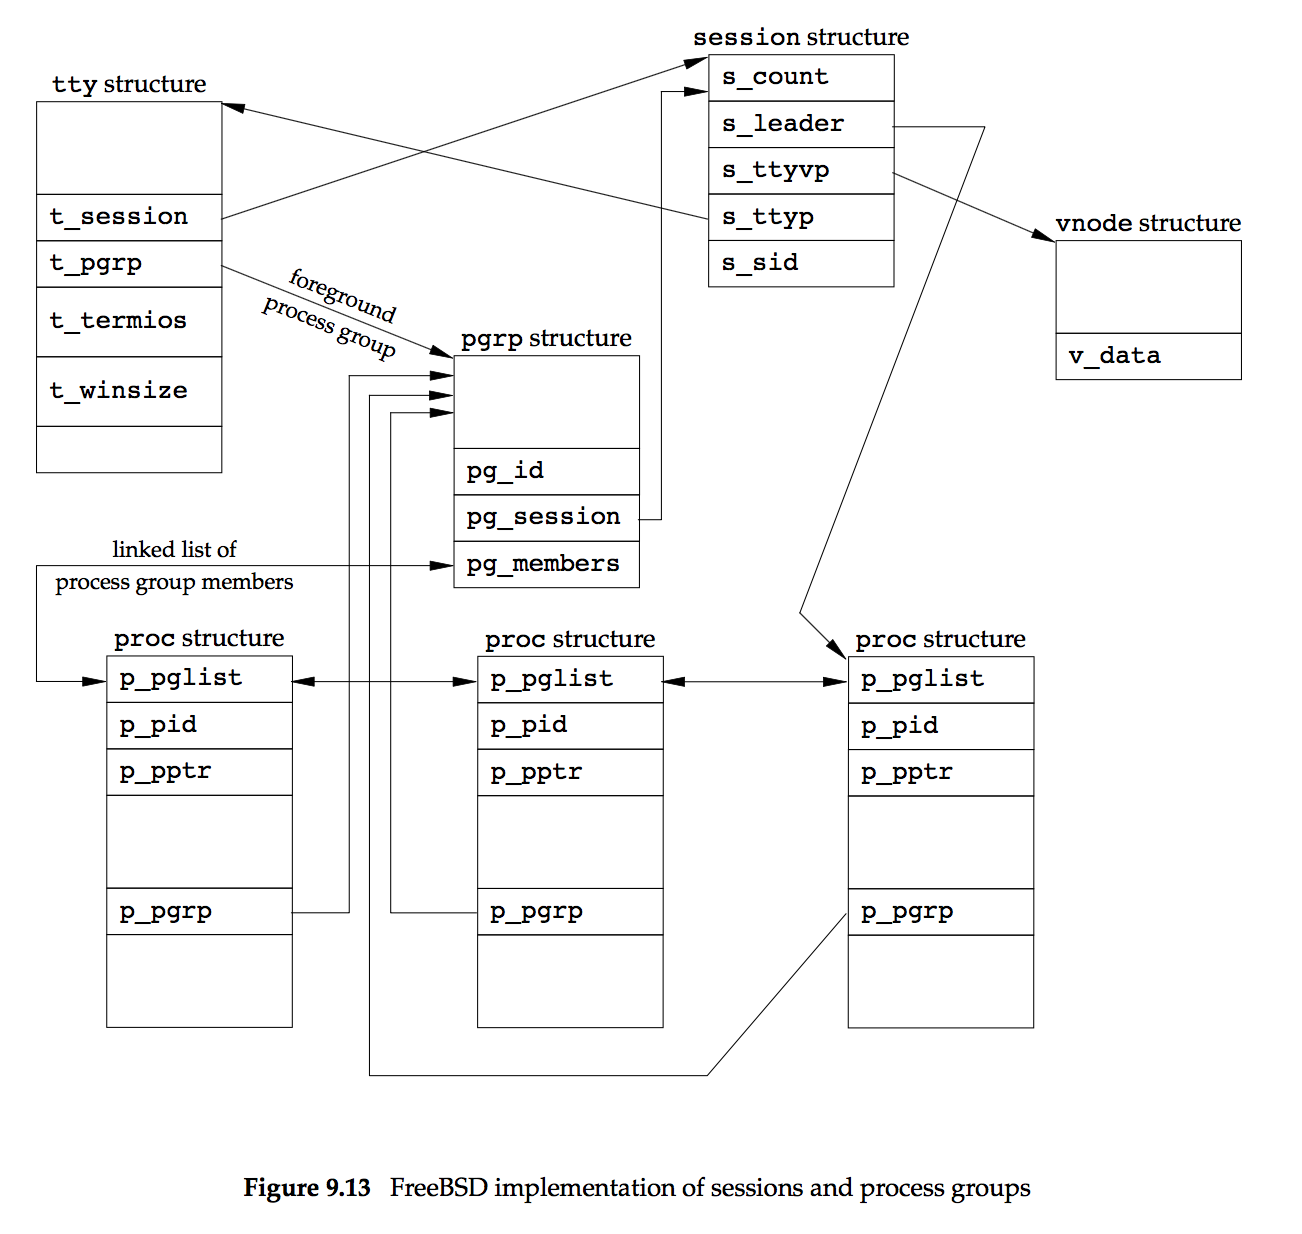 session structure
s_count
s_leader
s_ttyvp
s_ttyp
s_sid
tty structure
t_session
t_pgrp
t_termios
t_winsize
foreground
process group
vnode structure
v_data
pgrp structure
pg_id
pg_session
pg_members
linked list of
process group members
proc structure
p_pglist
p_pid
p_pptr
p_pgrp
proc structure
p_pglist
p_pid
p_pptr
p_pgrp
proc structure
p_pglist
p_pid
p_pptr
p_pgrp
Figure 9.13 FreeBSD implementation of sessions and process groups